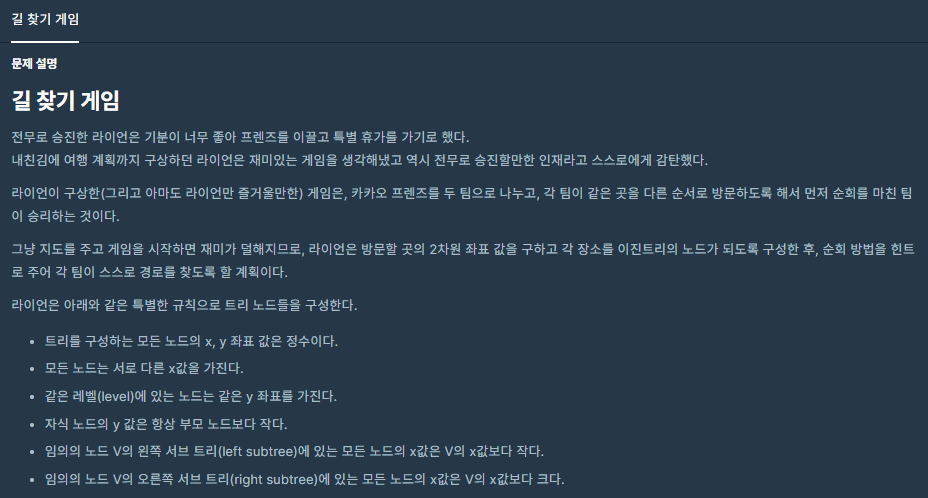 길 찾기 게임
문제 설명
길 찾기 게임
전무로 승진한 라이언은 기분이 너무 좋아 프렌즈를 이끌고 특별 휴가를 가기로 했다.
내친김에 여행 계획까지 구상하던 라이언은 재미있는 게임을 생각해냈고 역시 전무로 승진할만한 인재라고 스스로에게 감탄했다.
라이언이 구상한(그리고 아마도 라이언만 즐거울만한) 게임은, 카카오 프렌즈를 두 팀으로 나누고, 각 팀이 같은 곳을 다른 순서로 방문하도록 해서 먼저 순회를 마친 팀
이 승리하는 것이다.
그냥 지도를 주고 게임을 시작하면 재미가 덜해지므로, 라이언은 방문할 곳의 2차원 좌표 값을 구하고 각 장소를 이진트리의 노드가 되도록 구성한 후, 순회 방법을 힌트
로 주어 각 팀이 스스로 경로를 찾도록 할 계획이다.
라이언은 아래와 같은 특별한 규칙으로 트리 노드들을 구성한다.
• 트리를 구성하는 모든 노드의 x, y 좌표 값은 정수이다.
• 모든 노드는 서로 다른 x값을 가진다.
• 같은 레벨(level)에 있는 노드는 같은 y 좌표를 가진다.
• 자식 노드의 y 값은 항상 부모 노드보다 작다.
• 임의의 노드 V의 왼쪽 서브 트리(left subtree)에 있는 모든 노드의 x값은 V의 x값보다 작다.
• 임의의 노드 V의 오른쪽 서브 트리(right subtree)에 있는 모든 노드의 x값은 V의 x값보다 크다.